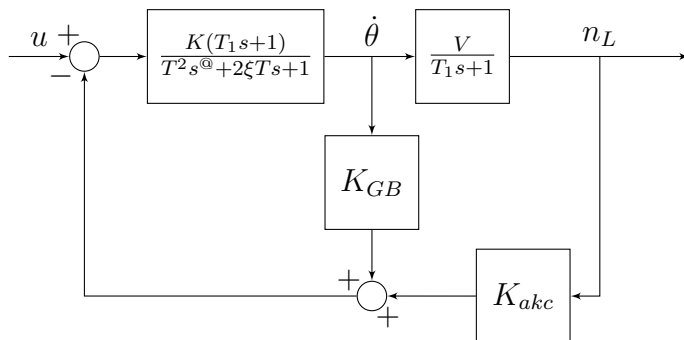 u + − K(T₁s+1) / T²s^@+2ξTs+1 θ̇ V / T₁s+1 n_L
K_GB
+ + K_akc